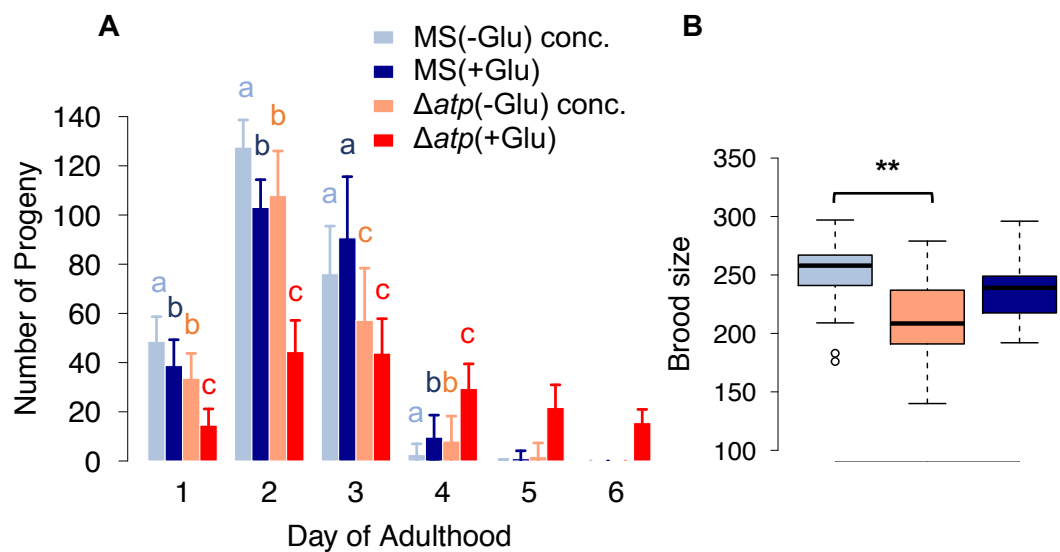 A
MS(-Glu) conc.
MS(+Glu)
Δatp(-Glu) conc.
Δatp(+Glu)
Number of Progeny
140
120
100
80
60
40
20
0
a
b
b
c
a
b
b
c
a
a
c
c
a
b
b
c
1
2
3
4
5
6
Day of Adulthood
B
Brood size
350
300
250
200
150
100
**